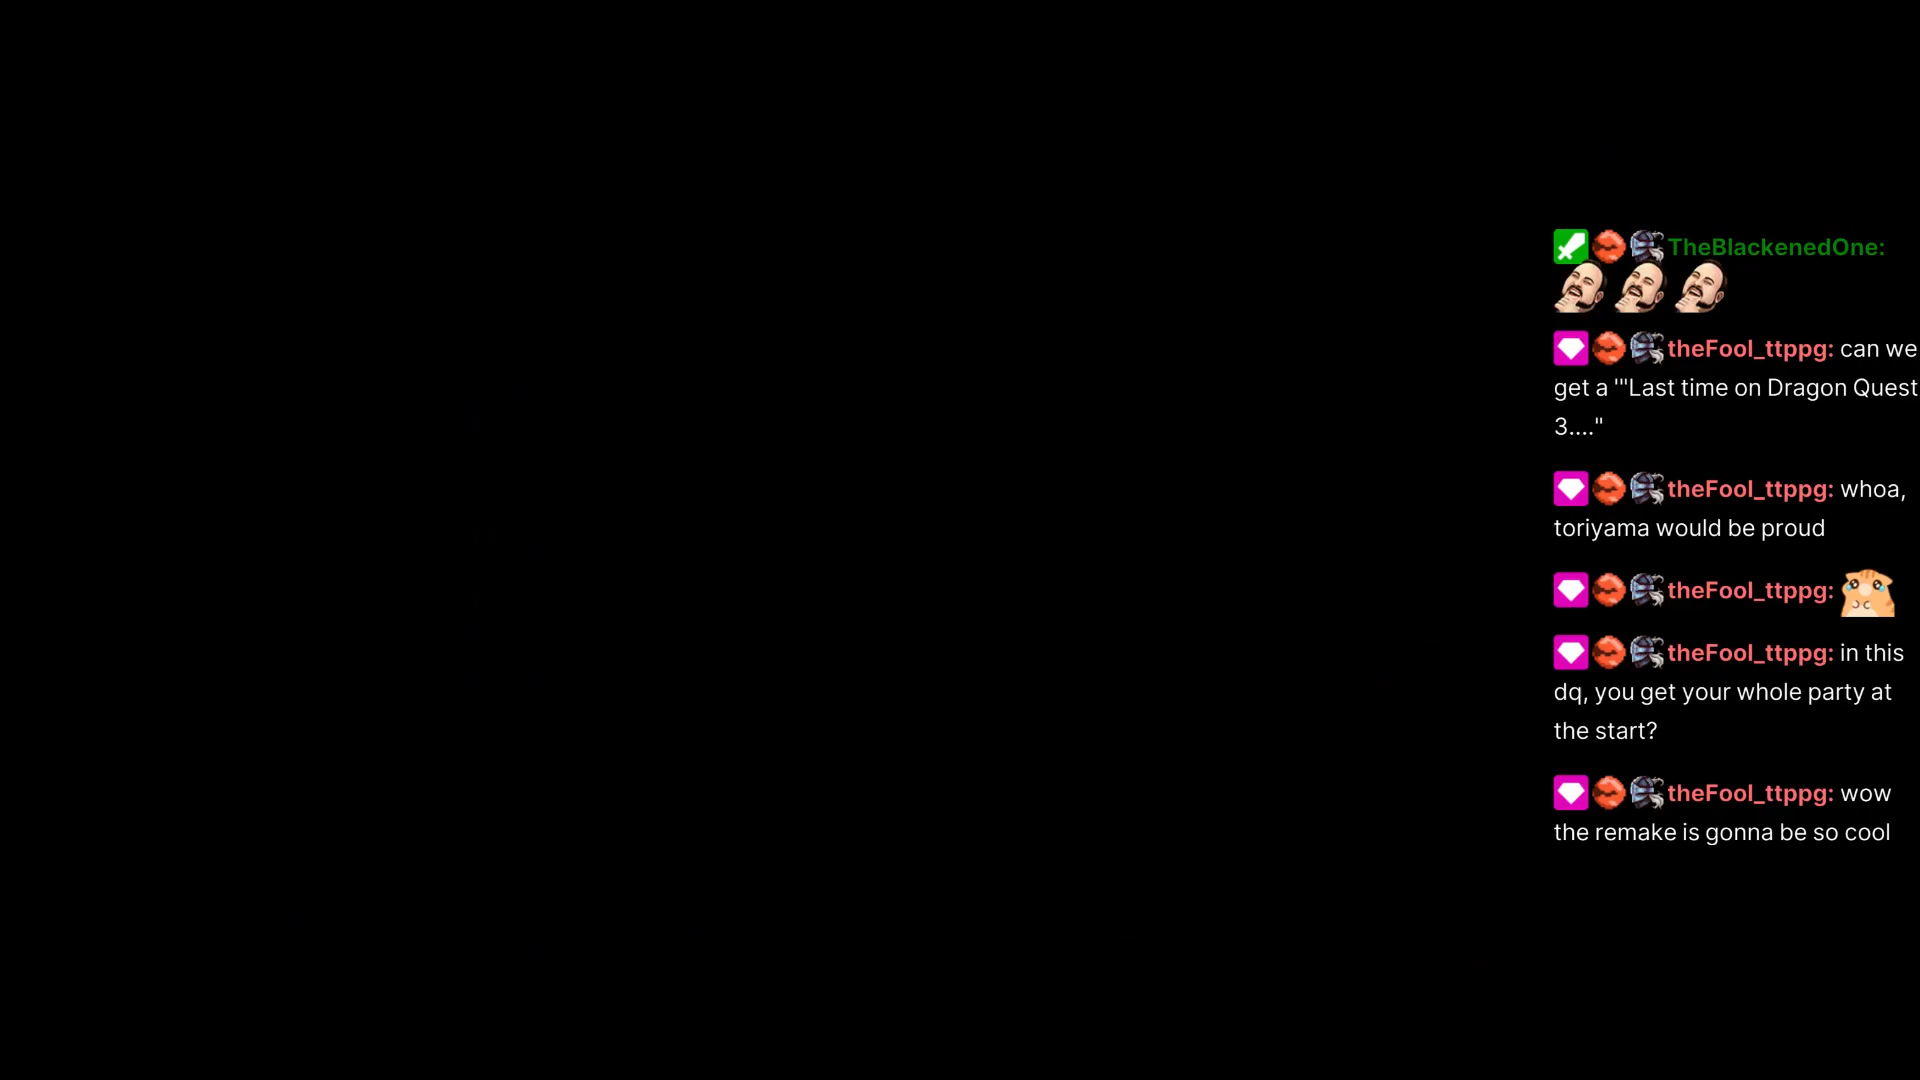 TheBlackenedOne:
theFool_ttppg: can we
get a '"Last time on Dragon Quest
3...."
theFool_ttppg: whoa,
toriyama would be proud
theFool_ttppg:
theFool_ttppg: in this
dq, you get your whole party at
the start?
theFool_ttppg: wow
the remake is gonna be so cool